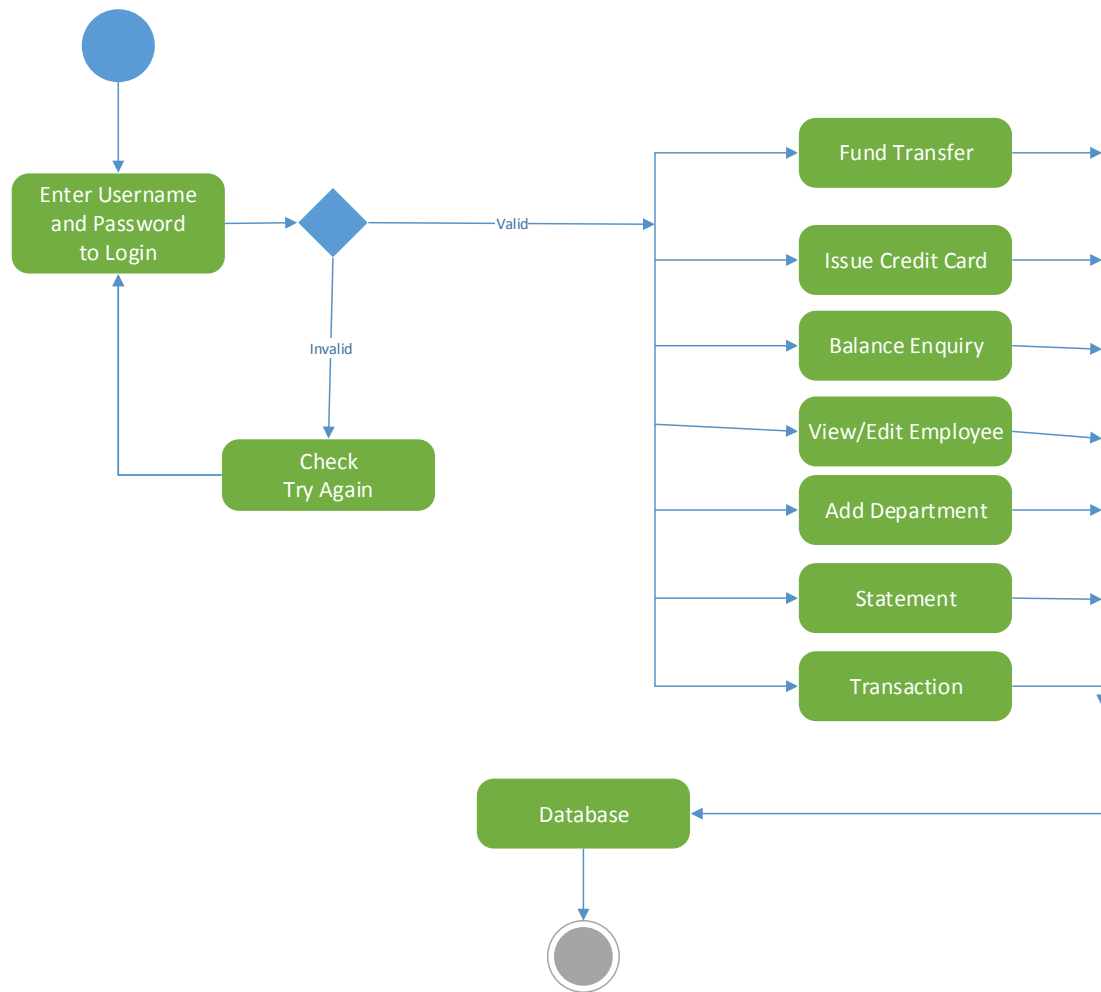 Enter Username
and Password
to Login
Valid
Invalid
Check
Try Again
Fund Transfer
Issue Credit Card
Balance Enquiry
View/Edit Employee
Add Department
Statement
Transaction
Database